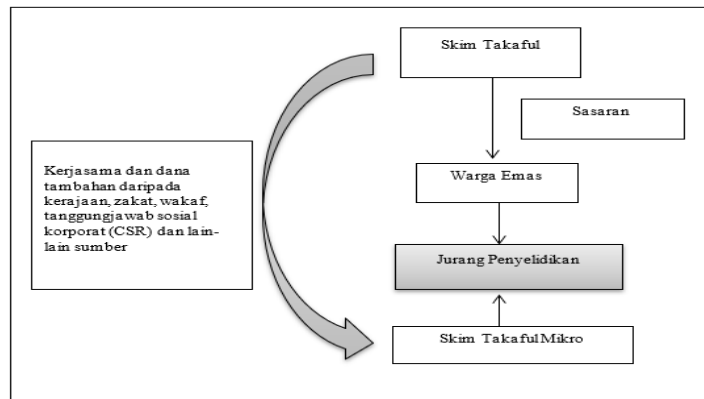 Skim Takaful
Sasaran
Kerjasama dan dana
tambahan daripada
kerajaan, zakat, wakaf,
tanggungjawab sosial
korporat (CSR) dan lain-
lain sumber
Warga Emas
Jurang Penyelidikan
Skim Takaful Mikro